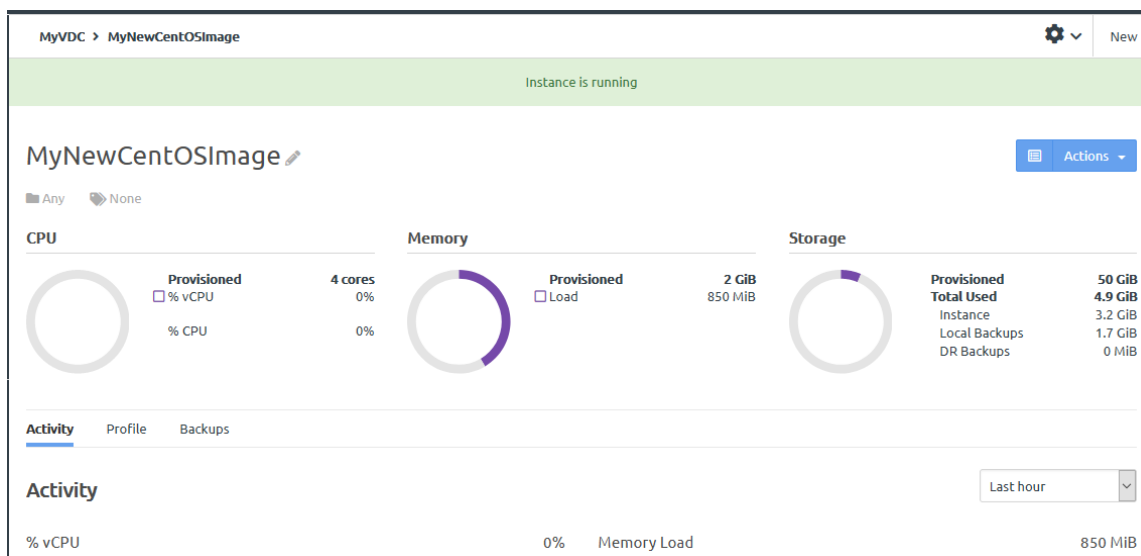 MyVDC > MyNewCentOSImage
New
Instance is running
MyNewCentOSImage
Actions
Any None
CPU
Provisioned 4 cores
% vCPU 0%
% CPU 0%
Memory
Provisioned 2 GiB
Load 850 MiB
Storage
Provisioned 50 GiB
Total Used 4.9 GiB
Instance 3.2 GiB
Local Backups 1.7 GiB
DR Backups 0 MiB
Activity Profile Backups
Activity
Last hour
% vCPU 0% Memory Load 850 MiB